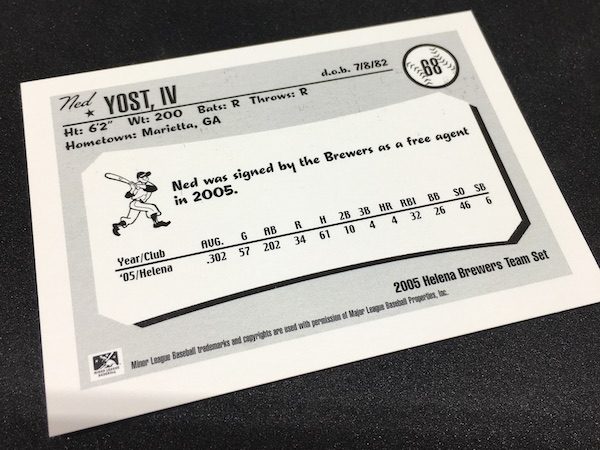 Ned YOST, IV
d.o.b. 7/8/82
68
Ht: 6'2" Wt: 200 Bats: R Throws: R
Hometown: Marietta, GA
Ned was signed by the Brewers as a free agent
in 2005.
Year/Club AVG. G AB R H 2B 3B HR RBI BB SO SB
'05/Helena .302 57 202 34 61 10 4 4 32 26 46 6
2005 Helena Brewers Team Set
Minor League Baseball trademarks and copyrights are used with permission of Major League Baseball Properties, Inc.
MINOR LEAGUE
BASEBALL